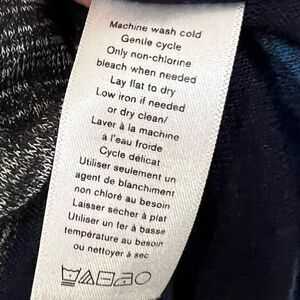 Machine wash cold
Gentle cycle
Only non-chlorine
bleach when needed
Lay flat to dry
Low iron if needed
or dry clean/
Laver à la machine
à l'eau froide
Cycle délicat
Utiliser seulement un
agent de blanchiment
non chloré au besoin
Laisser sécher à plat
Utiliser un fer à basse
température au besoin
ou nettoyer à sec